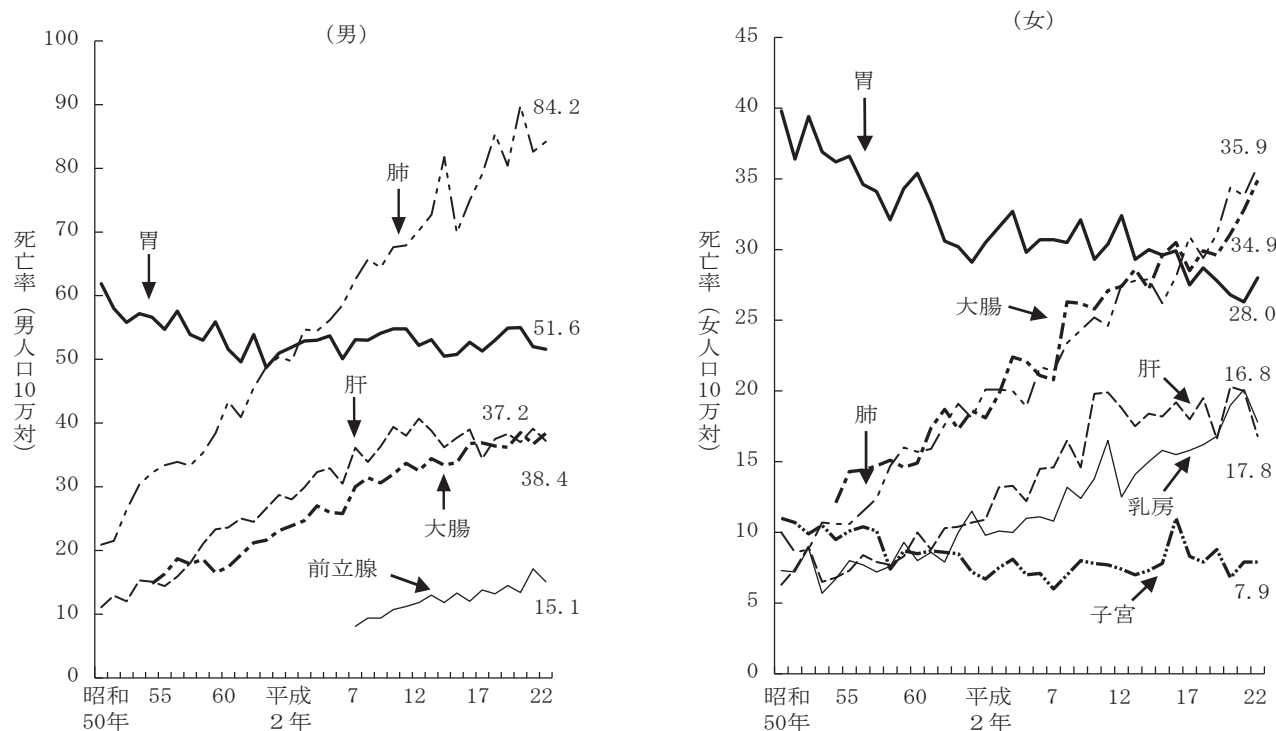 （男）
100
90
80
70
60
50
40
30
20
10
0
死亡率（男人口10万対）
胃
肺
肝
大腸
前立腺
84.2
51.6
37.2
38.4
15.1
昭和 55 60 平成 7 12 17 22
50年 2年
（女）
45
40
35
30
25
20
15
10
5
0
死亡率（女人口10万対）
胃
大腸
肺
肝
乳房
子宮
35.9
34.9
28.0
16.8
17.8
7.9
昭和 55 60 平成 7 12 17 22
50年 2年